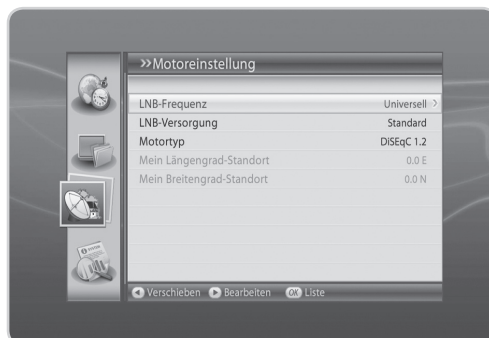 >>Motoreinstellung
LNB-Frequenz Universell >
LNB-Versorgung Standard
Motortyp DiSEqC 1.2
Mein Längengrad-Standort 0.0 E
Mein Breitengrad-Standort 0.0 N
Verschieben Bearbeiten OK Liste